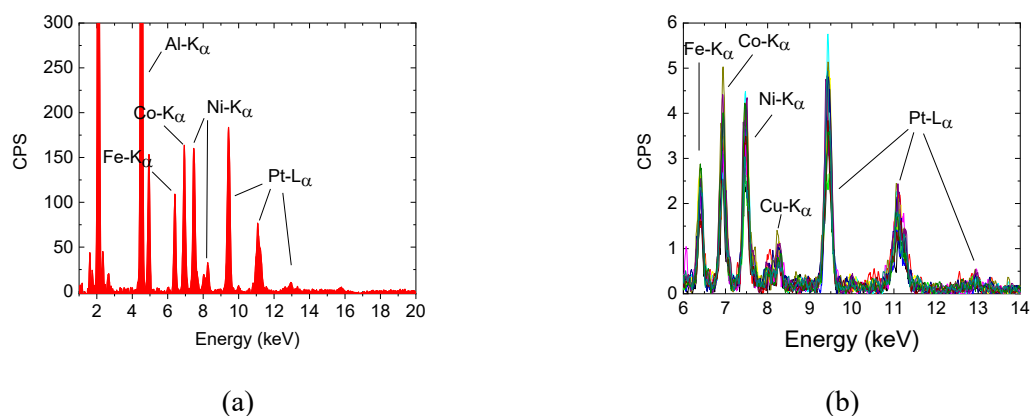 300
250
200
150
100
50
0
CPS
Al-Kα
Co-Kα
Ni-Kα
Fe-Kα
Pt-Lα
2 4 6 8 10 12 14 16 18 20
Energy (keV)
(a)
6
5
4
3
2
1
0
CPS
Fe-Kα
Co-Kα
Ni-Kα
Pt-Lα
Cu-Kα
6 7 8 9 10 11 12 13 14
Energy (keV)
(b)